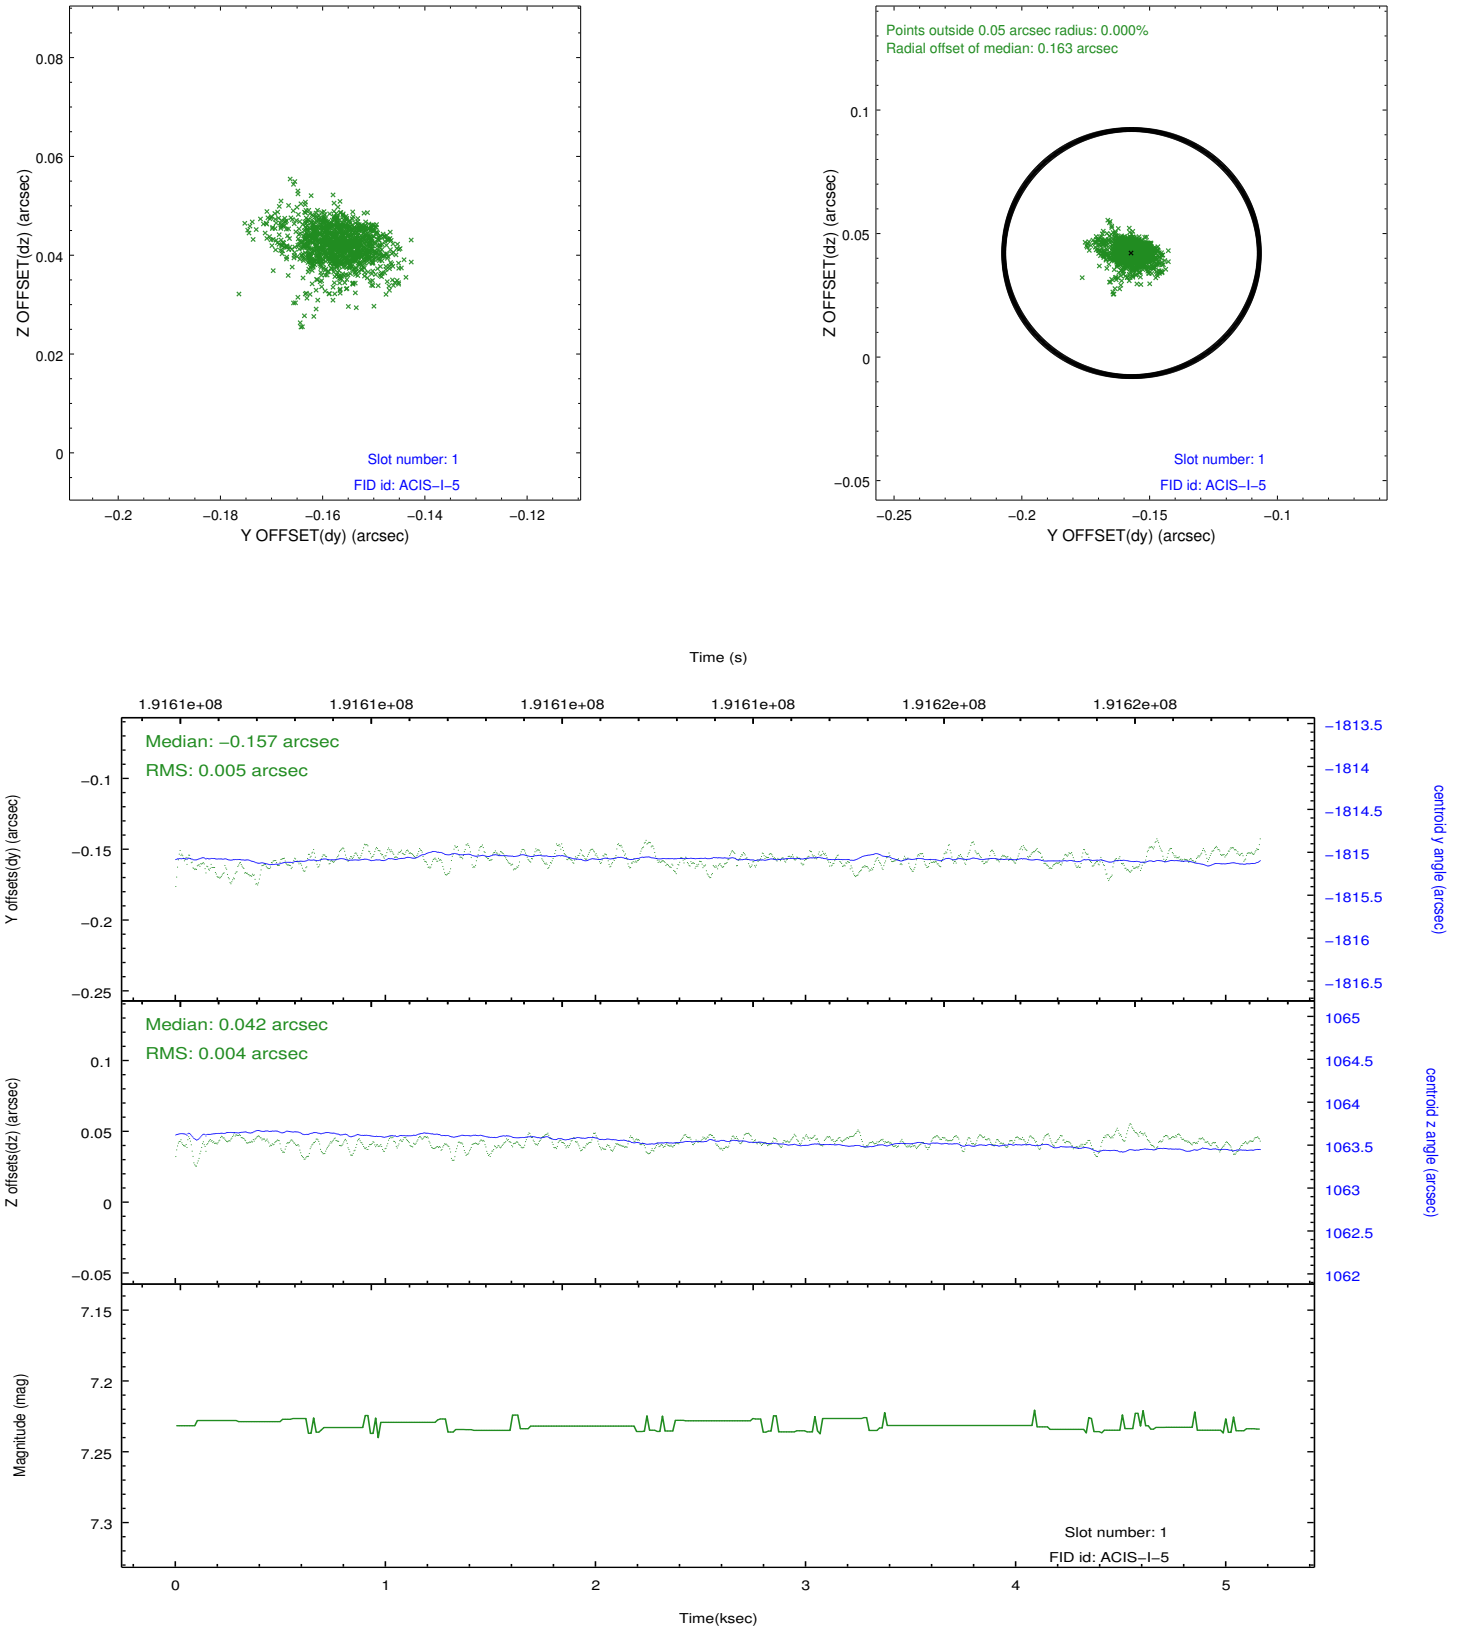 0.08
0.06
0.04
0.02
0
Z OFFSET(dz) (arcsec)
Slot number: 1
FID id: ACIS−I−5
−0.2 −0.18 −0.16 −0.14 −0.12
Y OFFSET(dy) (arcsec)
Points outside 0.05 arcsec radius: 0.000%
Radial offset of median: 0.163 arcsec
0.1
0.05
0
−0.05
Z OFFSET(dz) (arcsec)
Slot number: 1
FID id: ACIS−I−5
−0.25 −0.2 −0.15 −0.1
Y OFFSET(dy) (arcsec)
Time (s)
1.9161e+08 1.9161e+08 1.9161e+08 1.9161e+08 1.9162e+08 1.9162e+08
Median: −0.157 arcsec
RMS: 0.005 arcsec
−0.1
−0.15
−0.2
−0.25
Y offsets(dy) (arcsec)
−1813.5
−1814
−1814.5
−1815
−1815.5
−1816
−1816.5
centroid y angle (arcsec)
Median: 0.042 arcsec
RMS: 0.004 arcsec
0.1
0.05
0
−0.05
Z offsets(dz) (arcsec)
1065
1064.5
1064
1063.5
1063
1062.5
1062
centroid z angle (arcsec)
7.15
7.2
7.25
7.3
Magnitude (mag)
Slot number: 1
FID id: ACIS−I−5
0 1 2 3 4 5
Time(ksec)